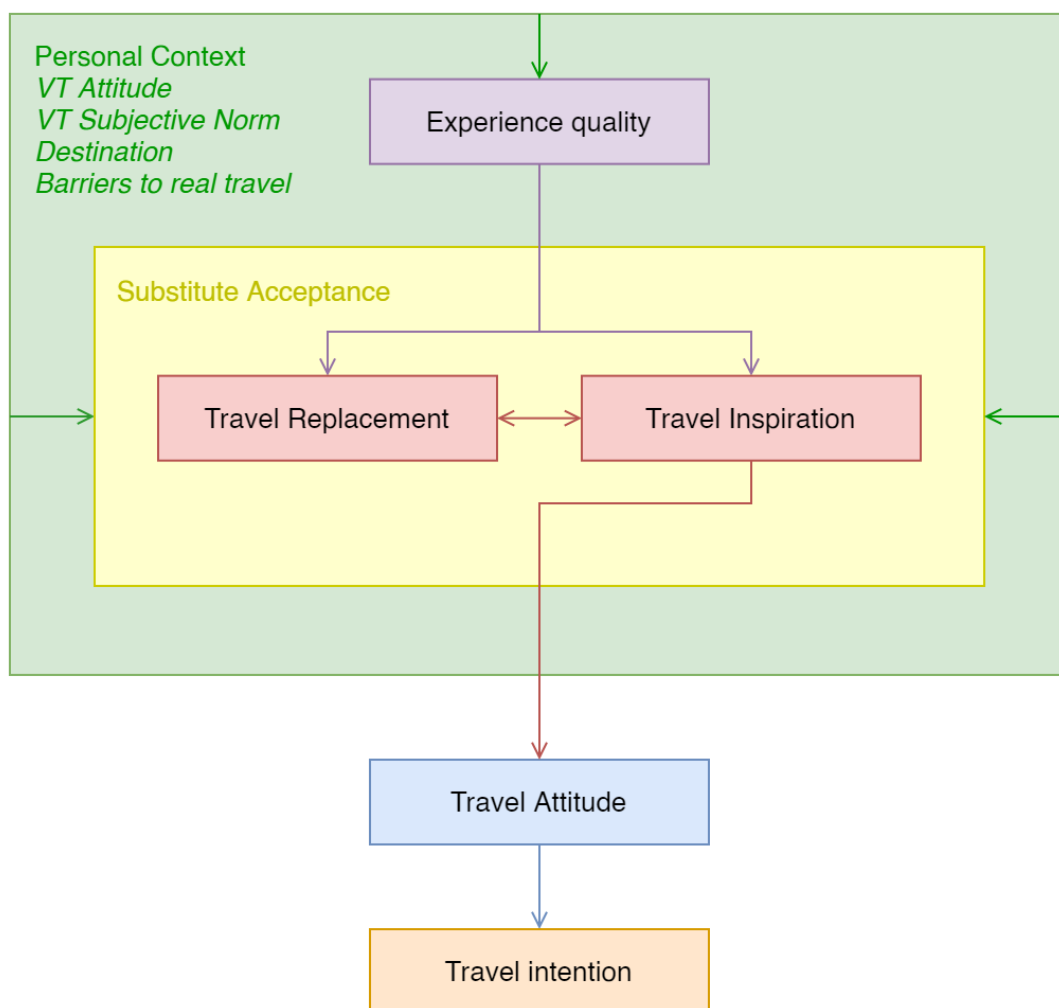 Personal Context
VT Attitude
VT Subjective Norm
Destination
Barriers to real travel
Experience quality
Substitute Acceptance
Travel Replacement
Travel Inspiration
Travel Attitude
Travel intention